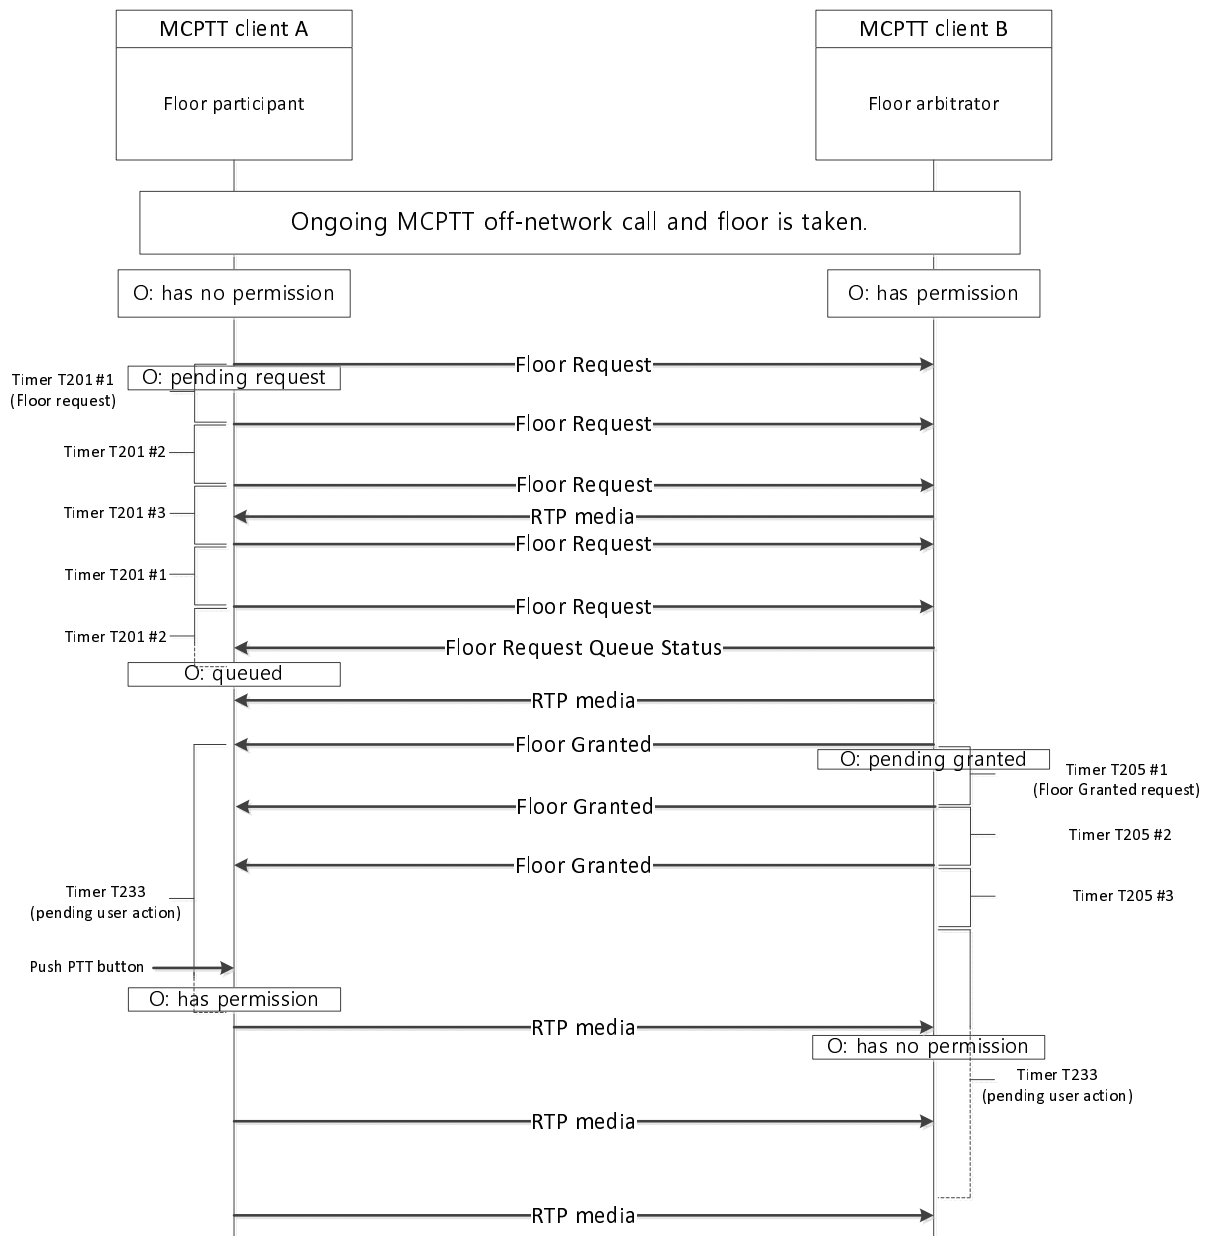 MCPTT client A
MCPTT client B
Floor participant
Floor arbitrator
Ongoing MCPTT off-network call and floor is taken.
O: has no permission
O: has permission
Floor Request
O: pending request
Timer T201 #1
(Floor request)
Floor Request
Timer T201 #2
Floor Request
Timer T201 #3
RTP media
Floor Request
Timer T201 #1
Floor Request
Timer T201 #2
Floor Request Queue Status
O: queued
RTP media
Floor Granted
O: pending granted
Timer T205 #1
(Floor Granted request)
Floor Granted
Timer T205 #2
Floor Granted
Timer T233
(pending user action)
Timer T205 #3
Push PTT button
O: has permission
RTP media
O: has no permission
Timer T233
(pending user action)
RTP media
RTP media